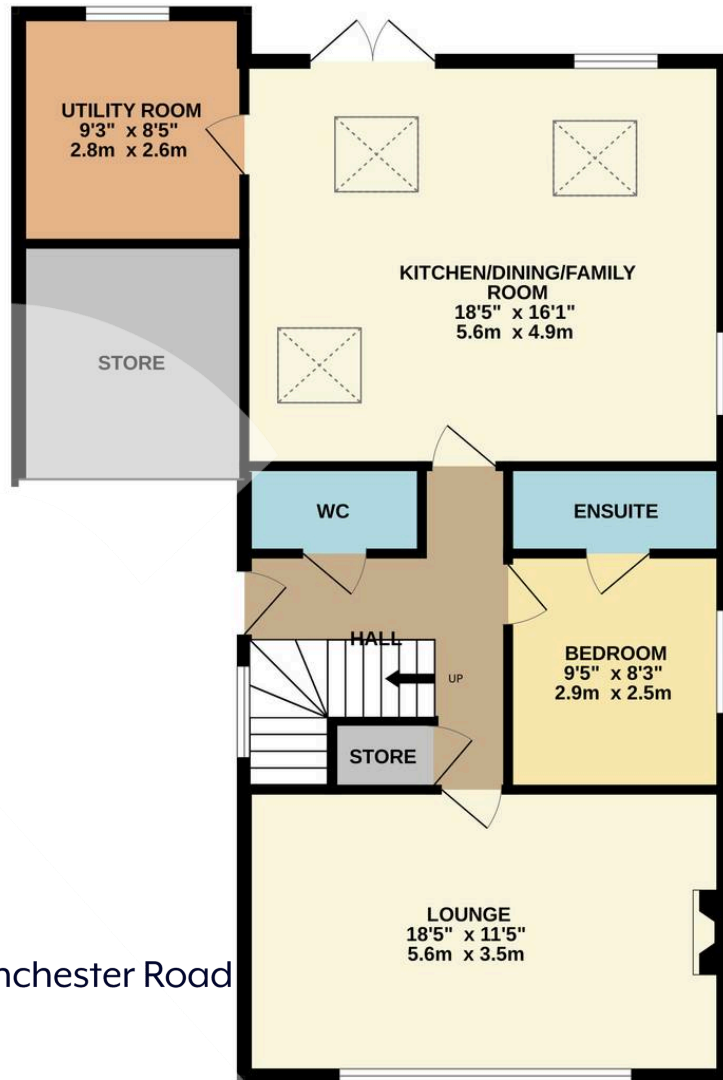 UTILITY ROOM
9'3" x 8'5"
2.8m x 2.6m
KITCHEN/DINING/FAMILY
ROOM
18'5" x 16'1"
5.6m x 4.9m
STORE
WC
ENSUITE
HALL
UP
BEDROOM
9'5" x 8'3"
2.9m x 2.5m
STORE
LOUNGE
18'5" x 11'5"
5.6m x 3.5m
nchester Road